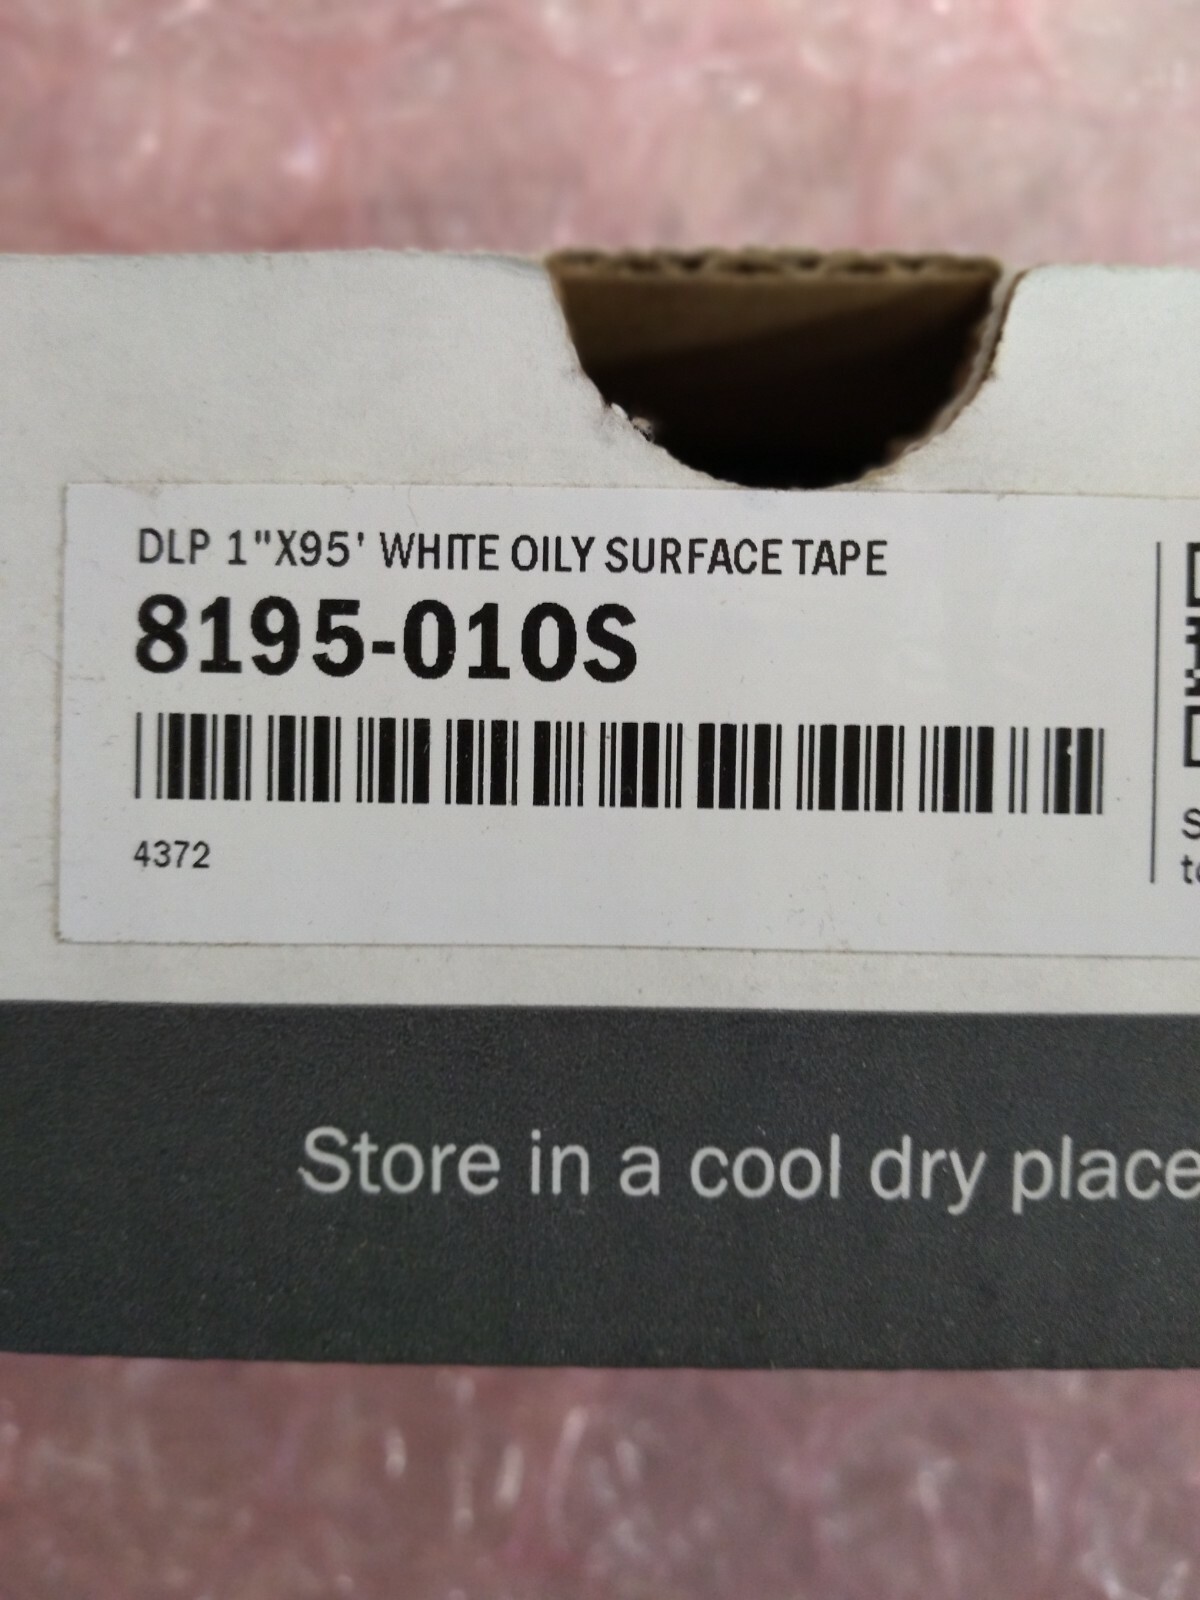 DLP 1"X95' WHITE OILY SURFACE TAPE
8195-010S
4372
Store in a cool dry place